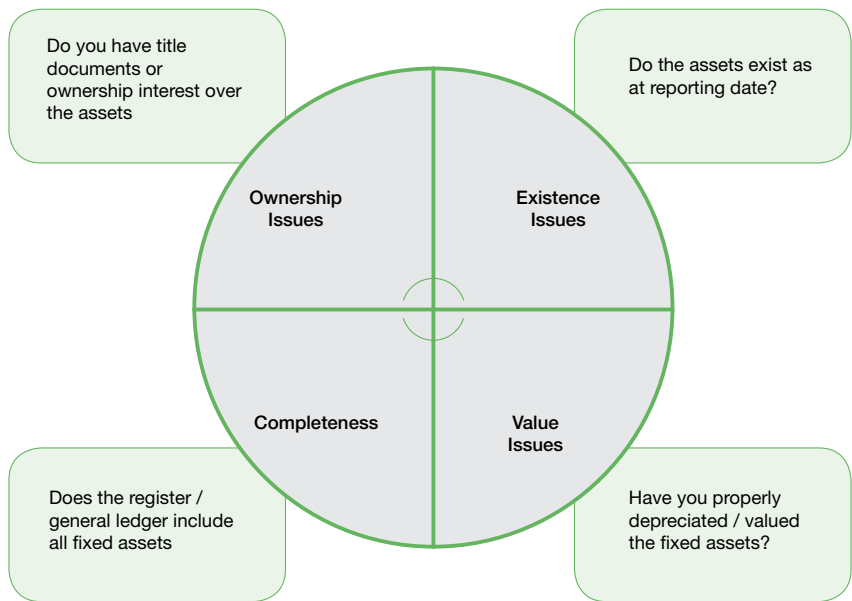 Do you have title
documents or
ownership interest over
the assets
Do the assets exist as
at reporting date?
Ownership
Issues
Existence
Issues
Completeness
Value
Issues
Does the register /
general ledger include
all fixed assets
Have you properly
depreciated / valued
the fixed assets?